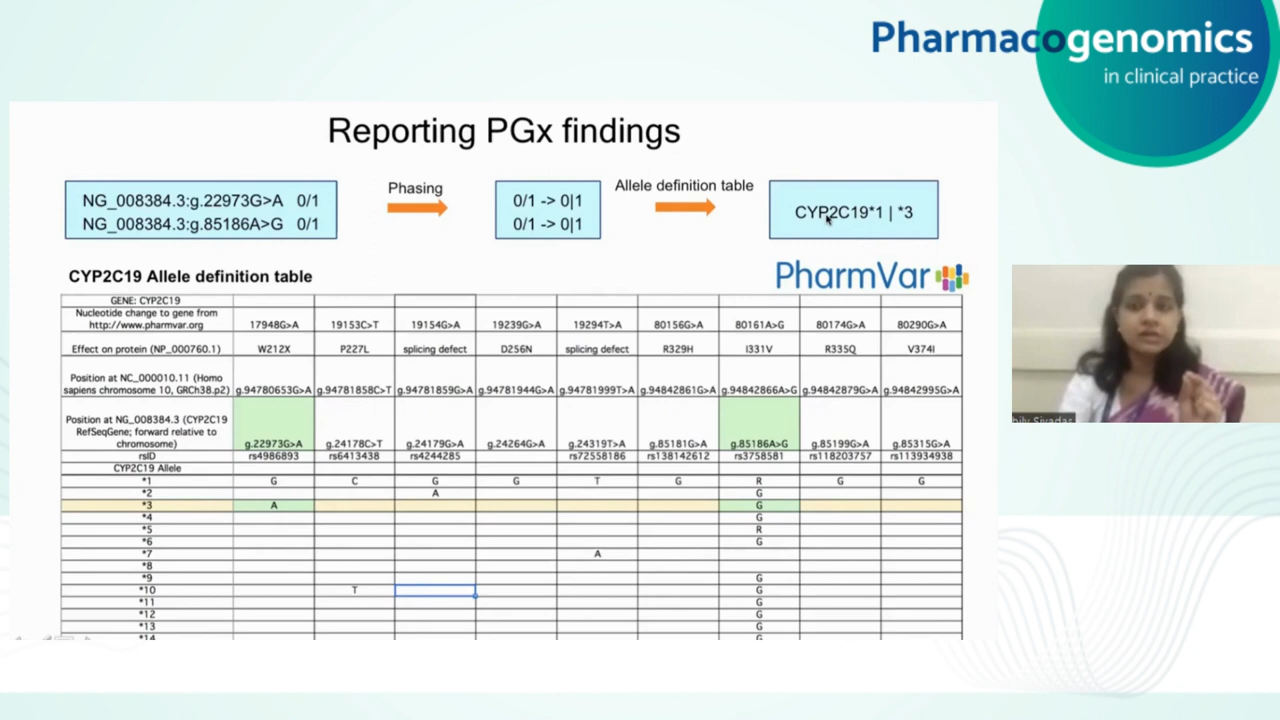 Pharmacogenomics
in clinical practice
Reporting PGx findings
NG_008384.3:g.22973G>A 0/1
NG_008384.3:g.85186A>G 0/1
Phasing
0/1 -> 0|1
0/1 -> 0|1
Allele definition table
CYP2C19*1 | *3
CYP2C19 Allele definition table
PharmVar
GENE: CYP2C19
Nucleotide change to gene from
http://www.pharmvar.org 17948G>A 19153C>T 19154G>A 19239G>A 19294T>A 80156G>A 80161A>G 80174G>A 80290G>A
Effect on protein (NP_000760.1) W212X P227L splicing defect D256N splicing defect R329H I331V R335Q V374I
Position at NC_000010.11 (Homo
sapiens chromosome 10, GRCh38.p2) g.94780653G>A g.94781858C>T g.94781859G>A g.94781944G>A g.94781999T>A g.94842861G>A g.94842866A>G g.94842879G>A g.94842995G>A
Position at NG_008384.3 (CYP2C19
RefSeqGene; forward relative to
chromosome) g.22973G>A g.24178C>T g.24179G>A g.24264G>A g.24319T>A g.85181G>A g.85186A>G g.85199G>A g.85315G>A
rsID rs4986893 rs6413438 rs4244285 rs72558186 rs138142612 rs3758581 rs118203757 rs113934938
CYP2C19 Allele
*1 G C G G T G R G G
*2 A G
*3 A G
*4 G
*5 R
*6 G
*7 A
*8
*9 G
*10 T G
*11 G
*12 G
*13 G
*14 G
Sivadas